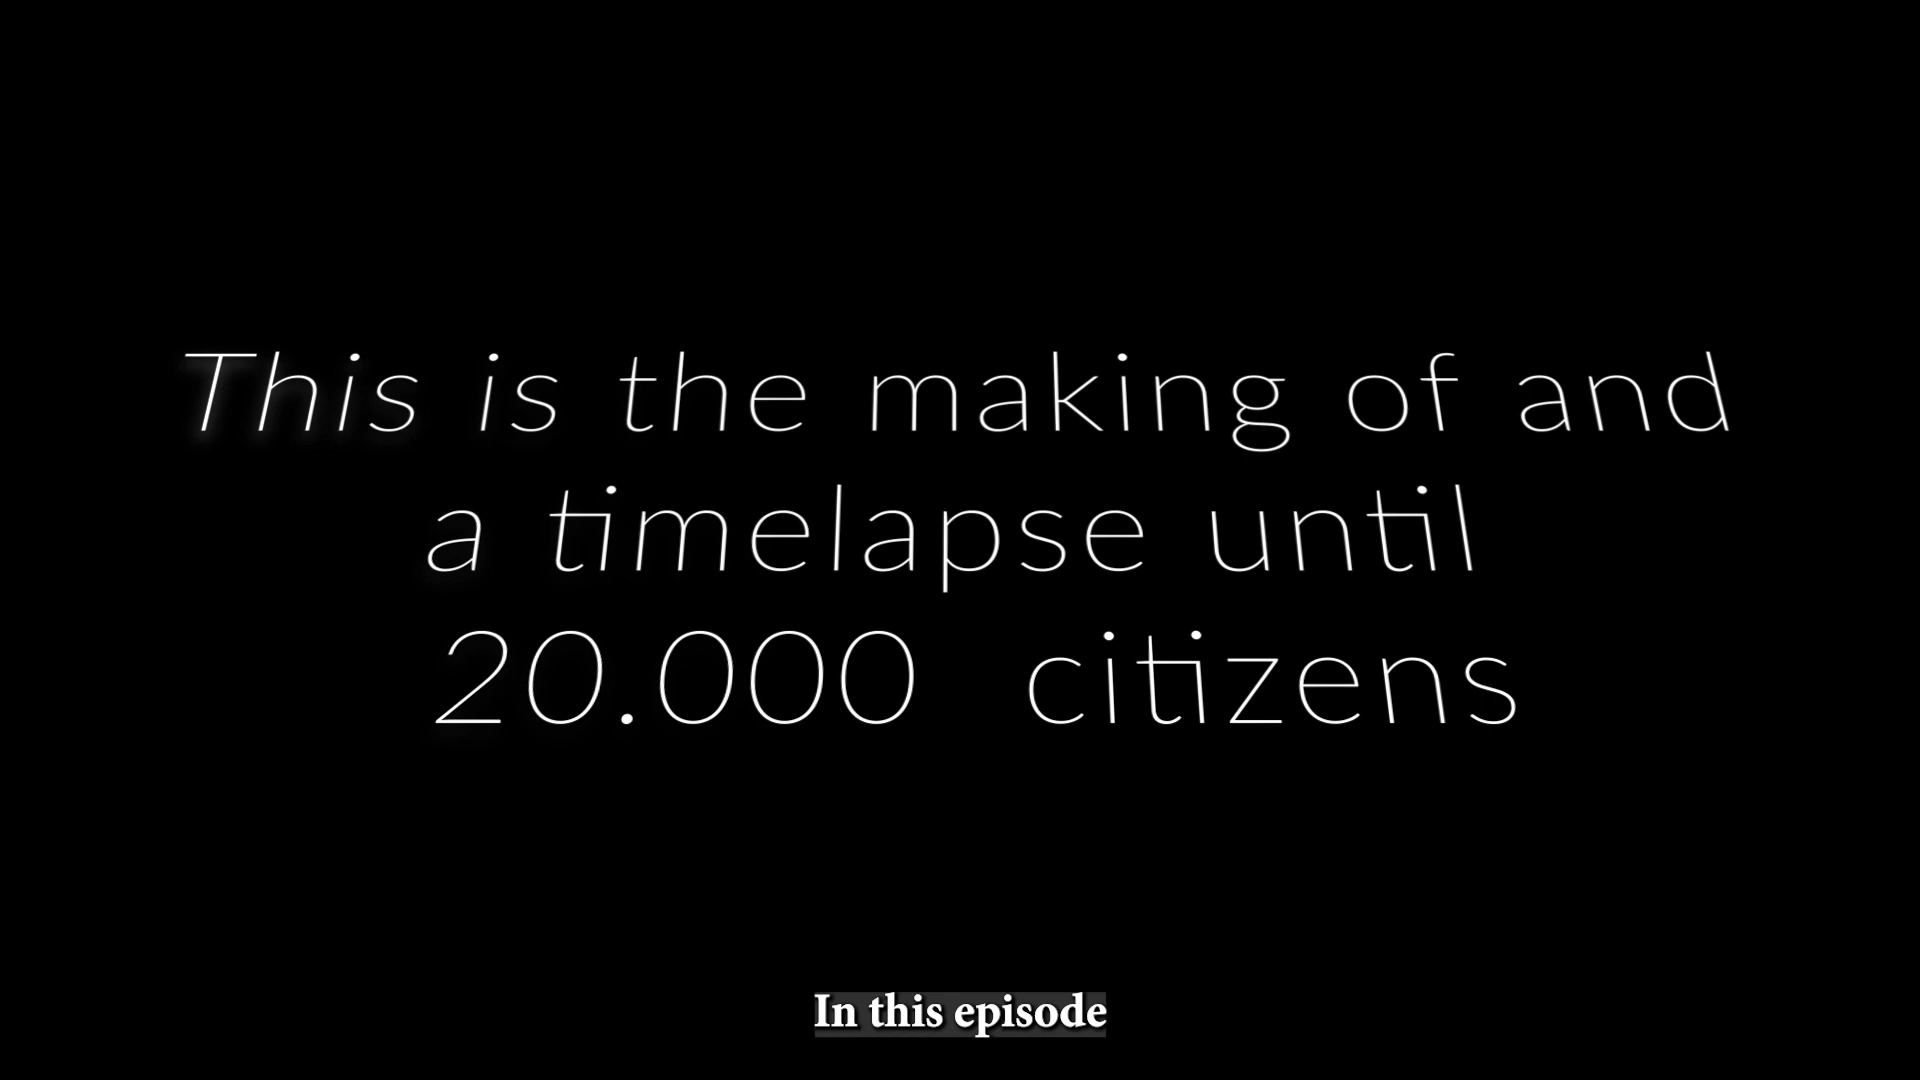 This is the making of and
a timelapse until
20.000 citizens
In this episode